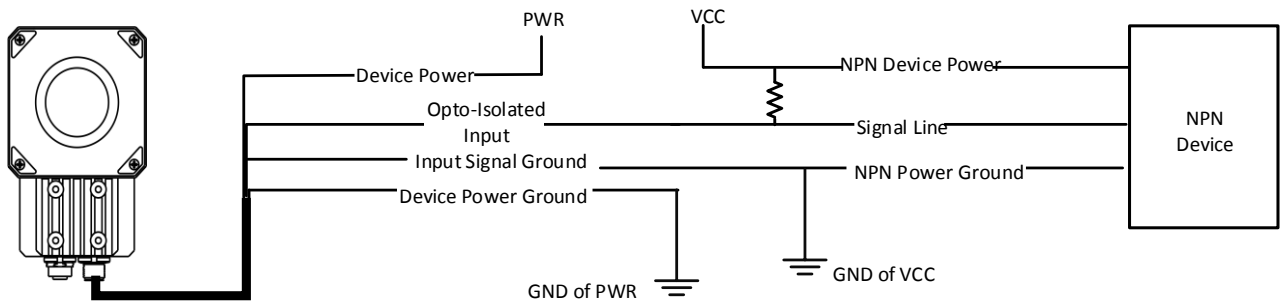 PWR
VCC
Device Power
NPN Device Power
Opto-Isolated
Input
Signal Line
NPN
Device
Input Signal Ground
NPN Power Ground
Device Power Ground
GND of PWR
GND of VCC